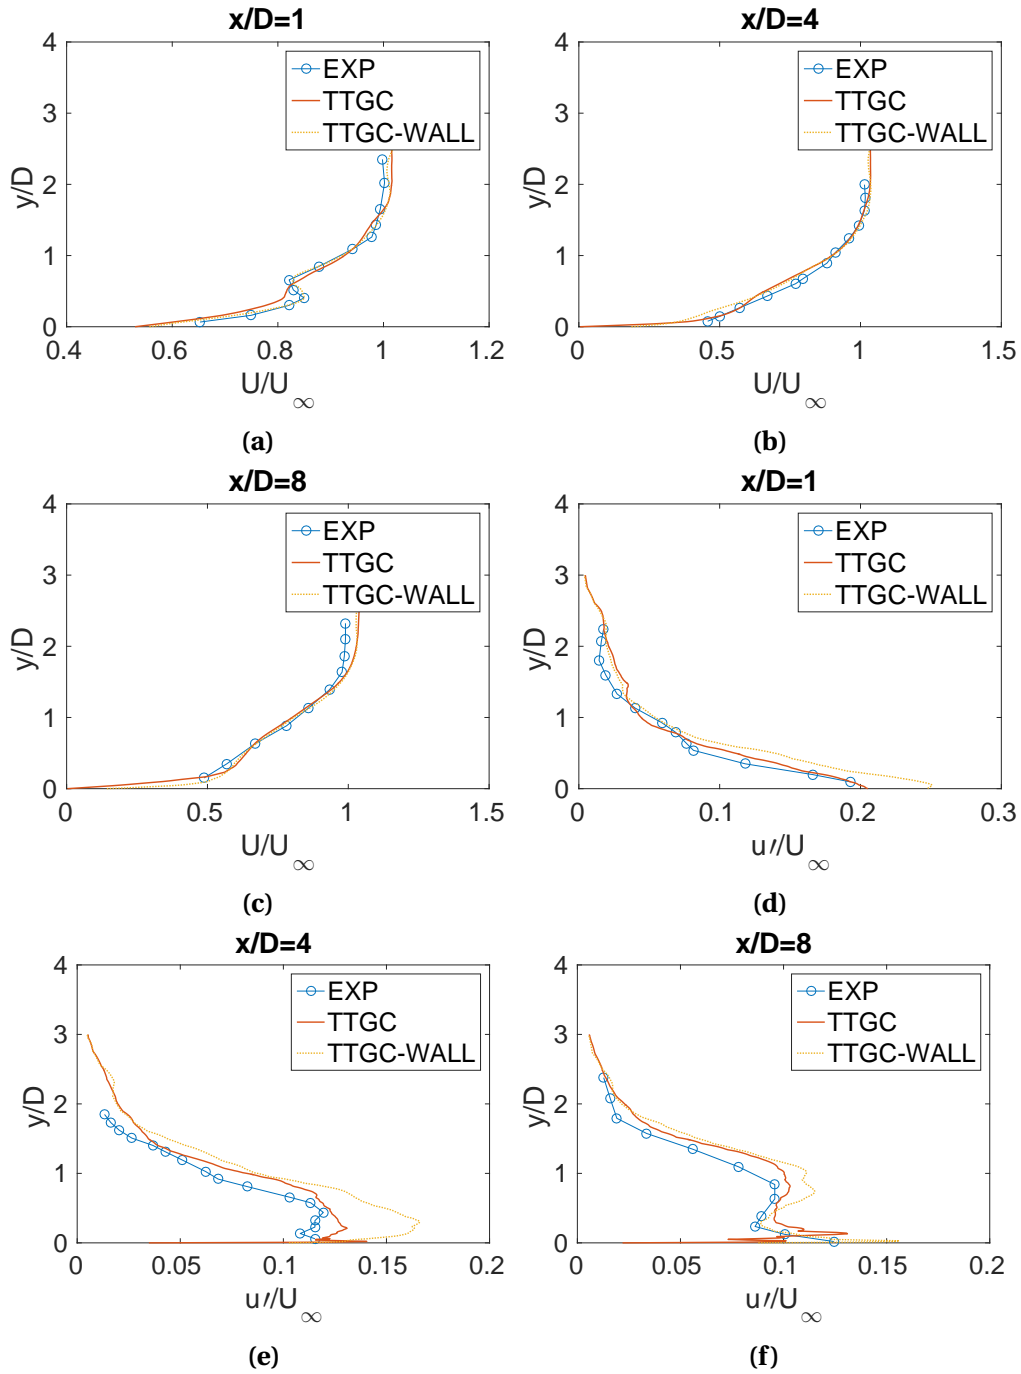 x/D=1
4
3
2
1
0
y/D
EXP
TTGC
TTGC-WALL
0.4
0.6
0.8
1
1.2
U/U∞
(a)
x/D=4
4
3
2
1
0
y/D
EXP
TTGC
TTGC-WALL
0
0.5
1
1.5
U/U∞
(b)
x/D=8
4
3
2
1
0
y/D
EXP
TTGC
TTGC-WALL
0
0.5
1
1.5
U/U∞
(c)
x/D=1
4
3
2
1
0
y/D
EXP
TTGC
TTGC-WALL
0
0.1
0.2
0.3
u′/U∞
(d)
x/D=4
4
3
2
1
0
y/D
EXP
TTGC
TTGC-WALL
0
0.05
0.1
0.15
0.2
u′/U∞
(e)
x/D=8
4
3
2
1
0
y/D
EXP
TTGC
TTGC-WALL
0
0.05
0.1
0.15
0.2
u′/U∞
(f)